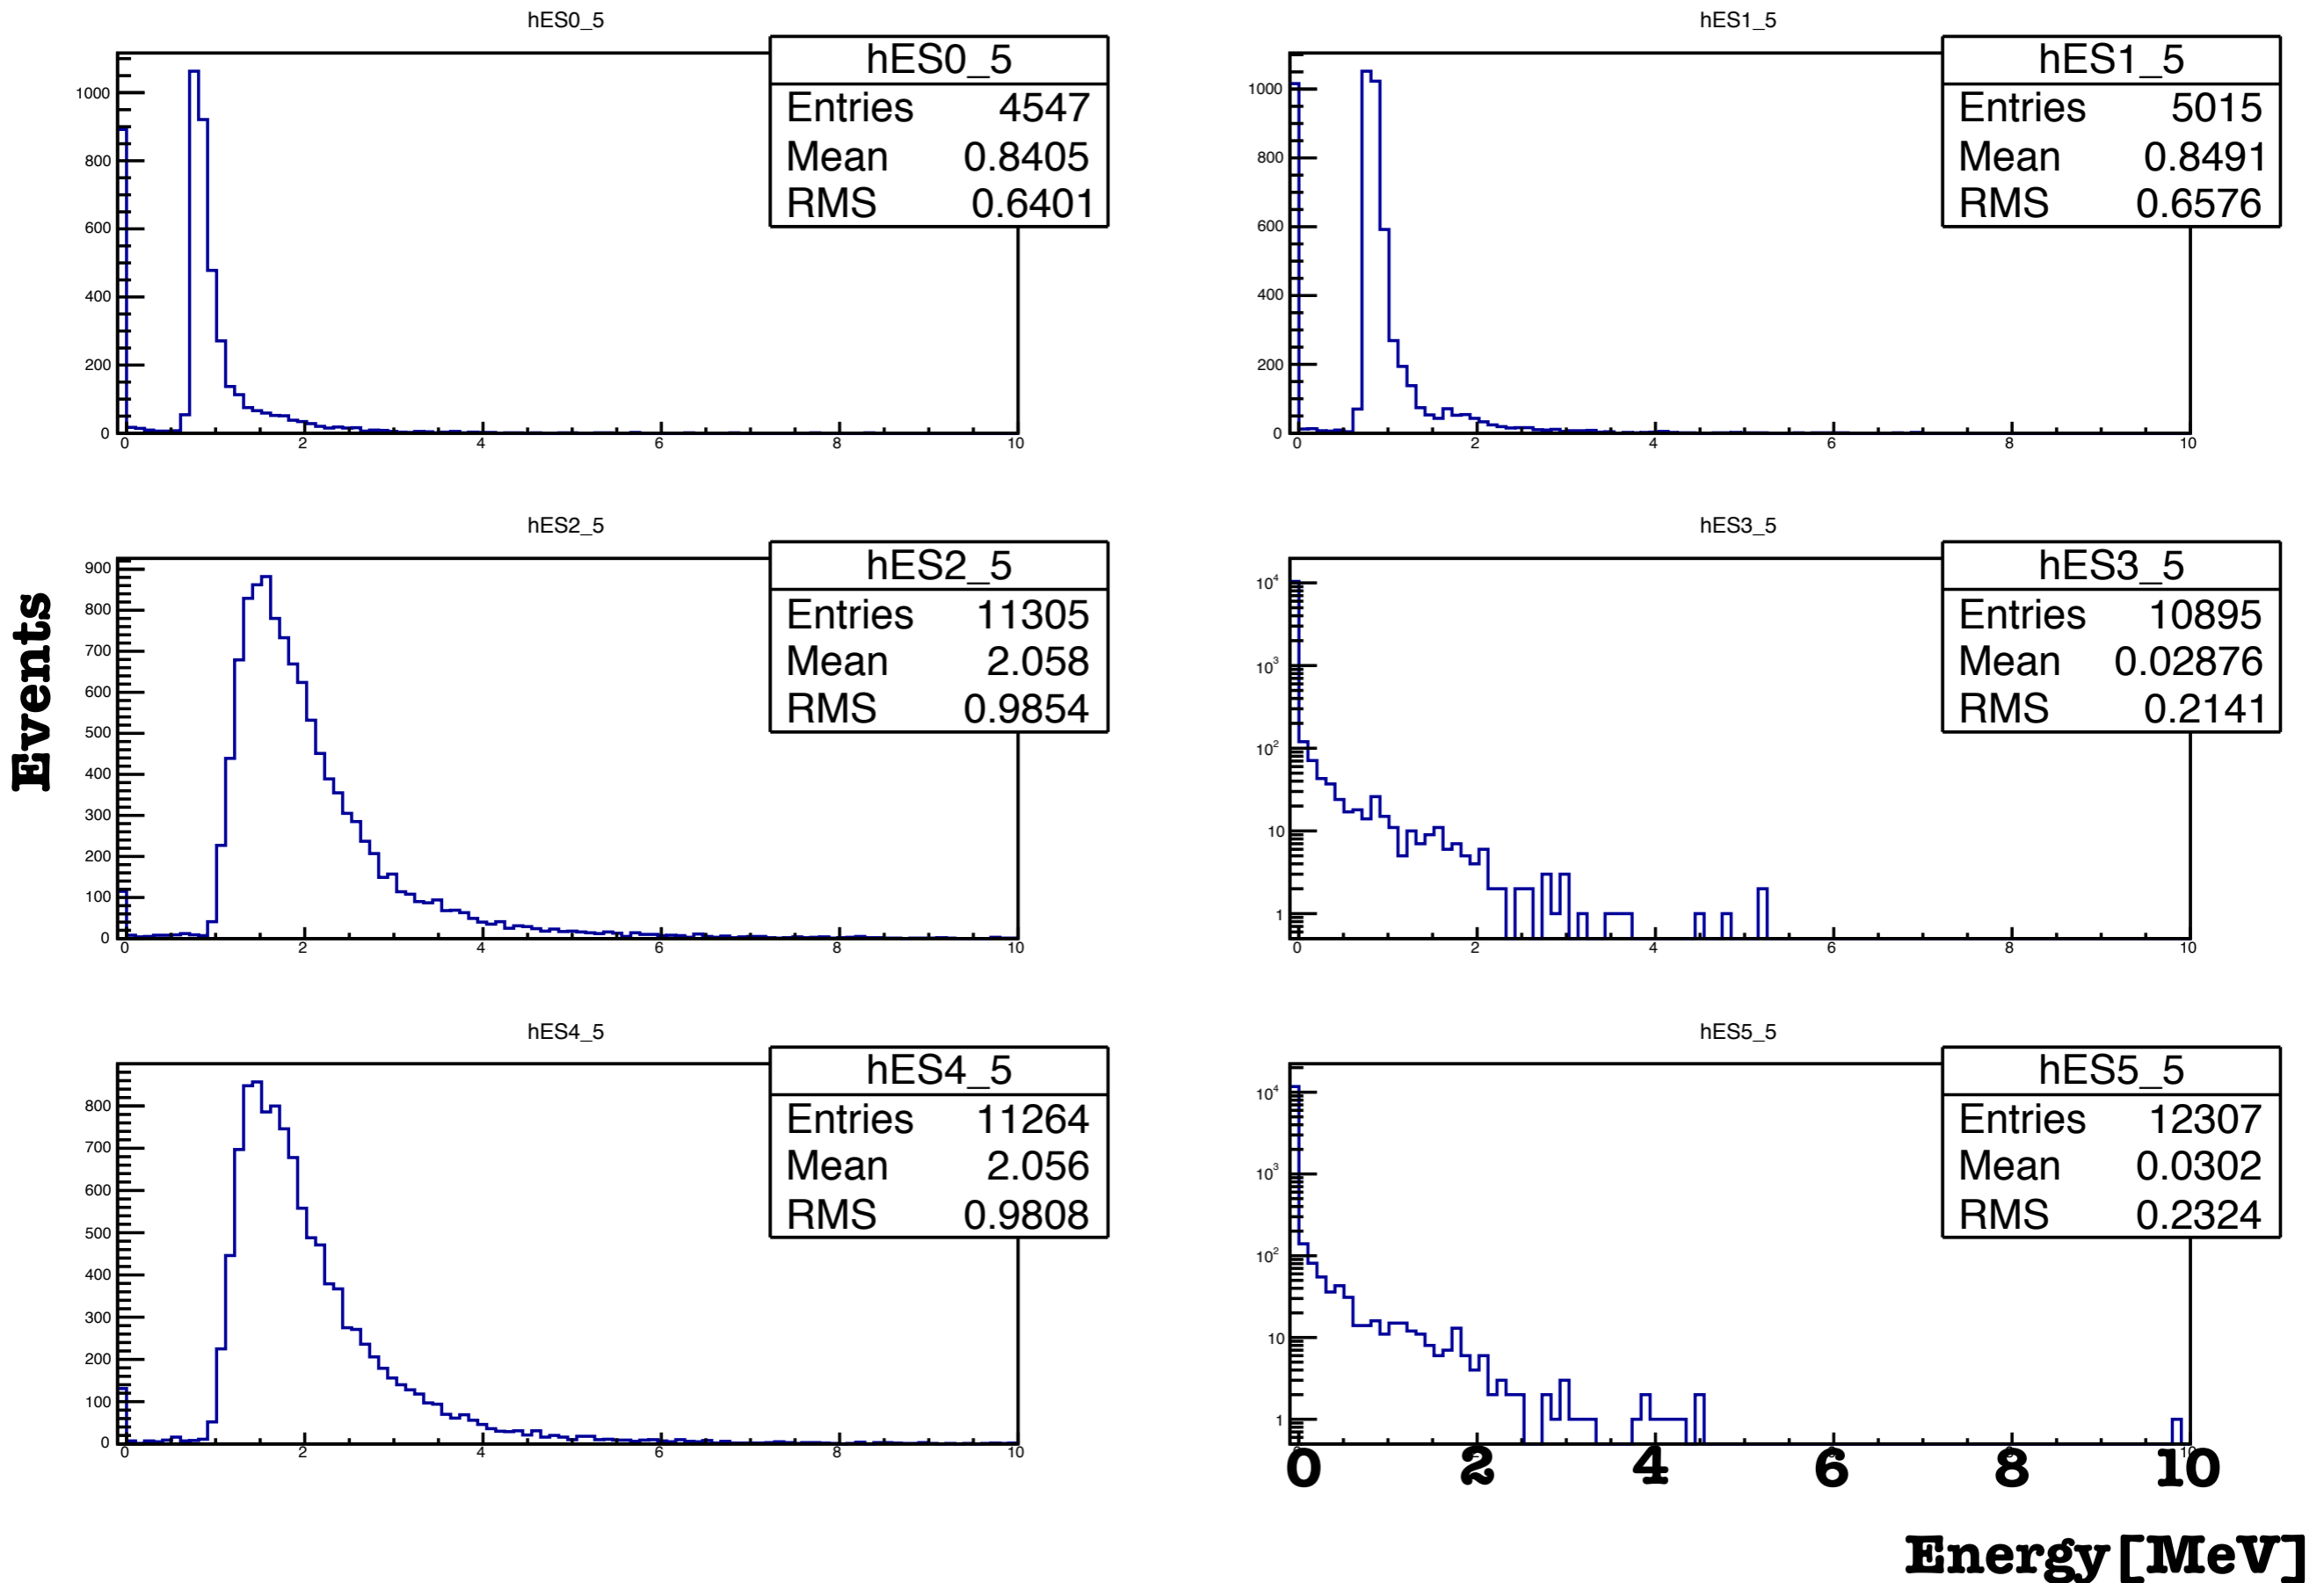 hES0_5
hES0_5
Entries 4547
Mean 0.8405
RMS 0.6401
1000
800
600
400
200
0
0 2 4 6 8 10
hES1_5
hES1_5
Entries 5015
Mean 0.8491
RMS 0.6576
1000
800
600
400
200
0
0 2 4 6 8 10
Events
hES2_5
hES2_5
Entries 11305
Mean 2.058
RMS 0.9854
900
800
700
600
500
400
300
200
100
0
0 2 4 6 8 10
hES3_5
hES3_5
Entries 10895
Mean 0.02876
RMS 0.2141
10⁴
10³
10²
10
1
0 2 4 6 8 10
hES4_5
hES4_5
Entries 11264
Mean 2.056
RMS 0.9808
800
700
600
500
400
300
200
100
0
0 2 4 6 8 10
hES5_5
hES5_5
Entries 12307
Mean 0.0302
RMS 0.2324
10⁴
10³
10²
10
1
0 2 4 6 8 10
Energy[MeV]